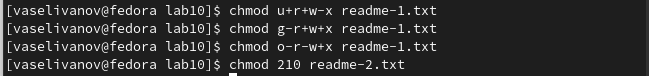 [vaselivanov@fedora lab10]$ chmod u+r+w-x readme-1.txt
[vaselivanov@fedora lab10]$ chmod g-r+w+x readme-1.txt
[vaselivanov@fedora lab10]$ chmod o-r-w+x readme-1.txt
[vaselivanov@fedora lab10]$ chmod 210 readme-2.txt